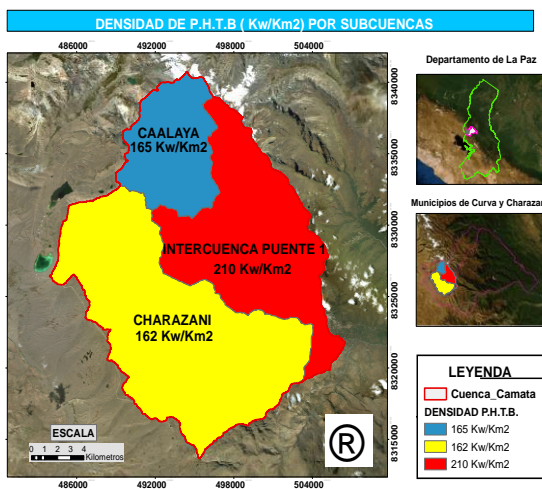 DENSIDAD DE P.H.T.B ( Kw/Km2) POR SUBCUENCAS
486000 492000 498000 504000
8340000
8335000
8330000
8325000
8320000
8315000
CAALAYA
165 Kw/Km2
INTERCUENCA PUENTE 1
210 Kw/Km2
CHARAZANI
162 Kw/Km2
ESCALA
0 1 2 3 4
Kilometros
®
486000 492000 498000 504000
Departamento de La Paz
Municipios de Curva y Charazan
LEYENDA
Cuenca_Camata
DENSIDAD P.H.T.B.
165 Kw/Km2
162 Kw/Km2
210 Kw/Km2